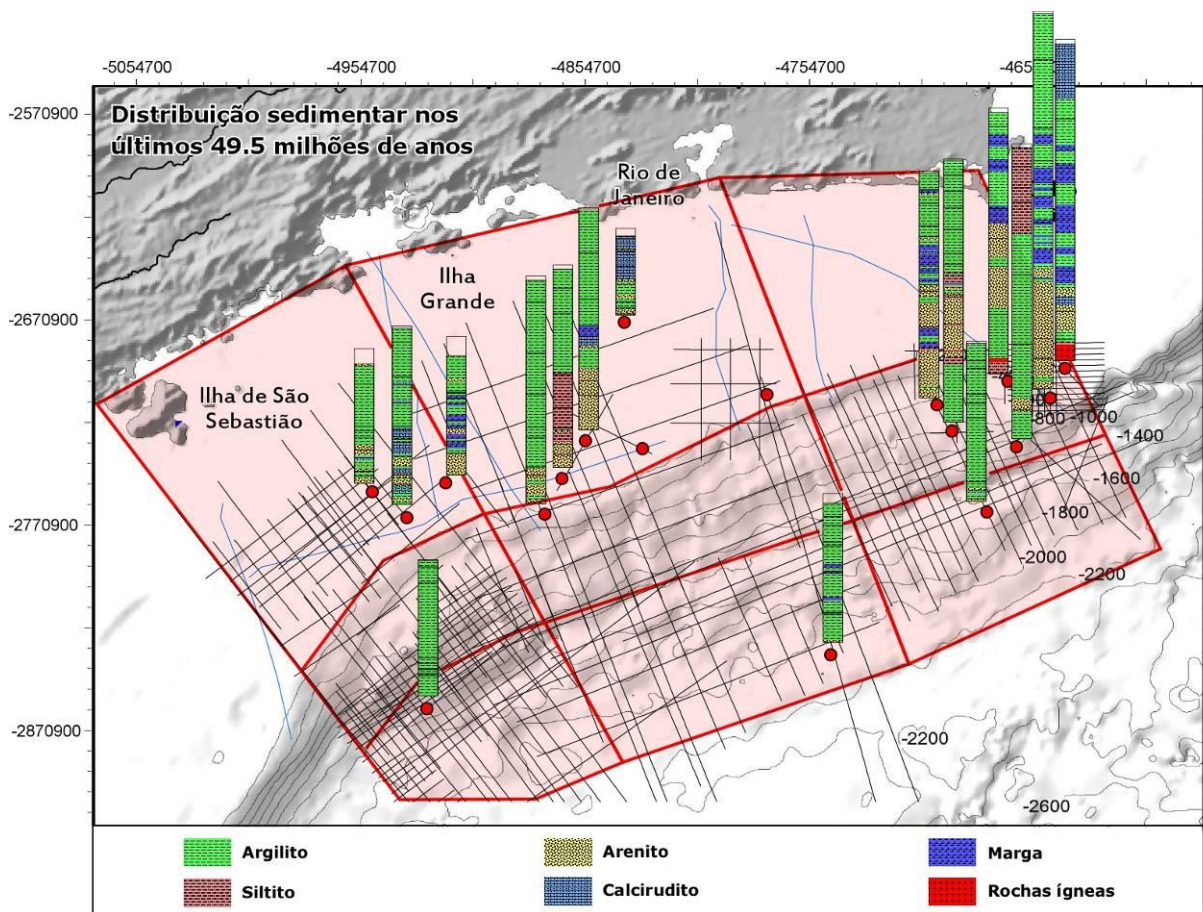 -5054700 -4954700 -4854700 -4754700 -465
-2570900
Distribuição sedimentar nos
últimos 49.5 milhões de anos
Rio de
Janeiro
Ilha
Grande
-2670900
Ilha de São
Sebastião
-800
-1000
-1400
-1600
-2770900
-1800
-2000
-2200
-2870900
-2200
-2600
Argilito
Arenito
Marga
Siltito
Calcirudito
Rochas ígneas